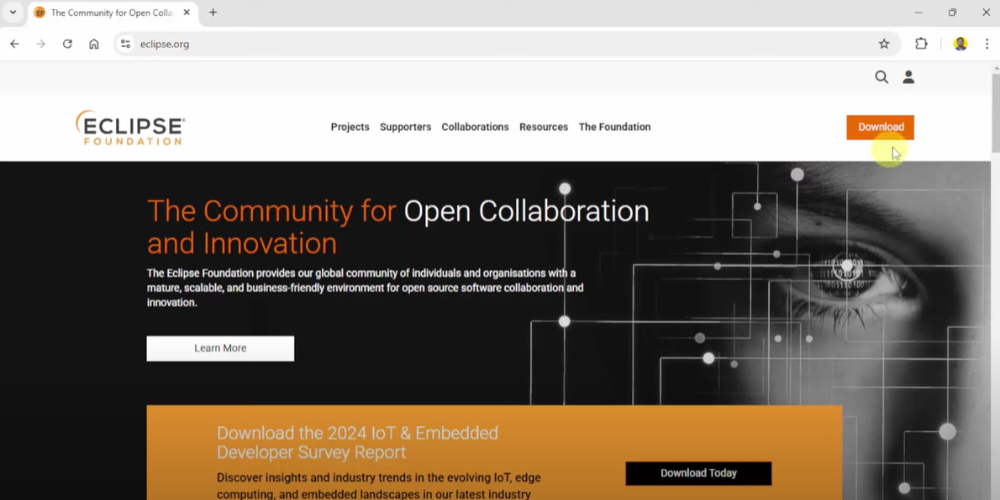 The Community for Open Colla
eclipse.org
ECLIPSE
FOUNDATION
Projects Supporters Collaborations Resources The Foundation
Download
The Community for Open Collaboration
and Innovation
The Eclipse Foundation provides our global community of individuals and organisations with a
mature, scalable, and business-friendly environment for open source software collaboration and
innovation.
Learn More
Download the 2024 IoT & Embedded
Developer Survey Report
Discover insights and industry trends in the evolving IoT, edge
computing, and embedded landscapes in our latest industry
Download Today